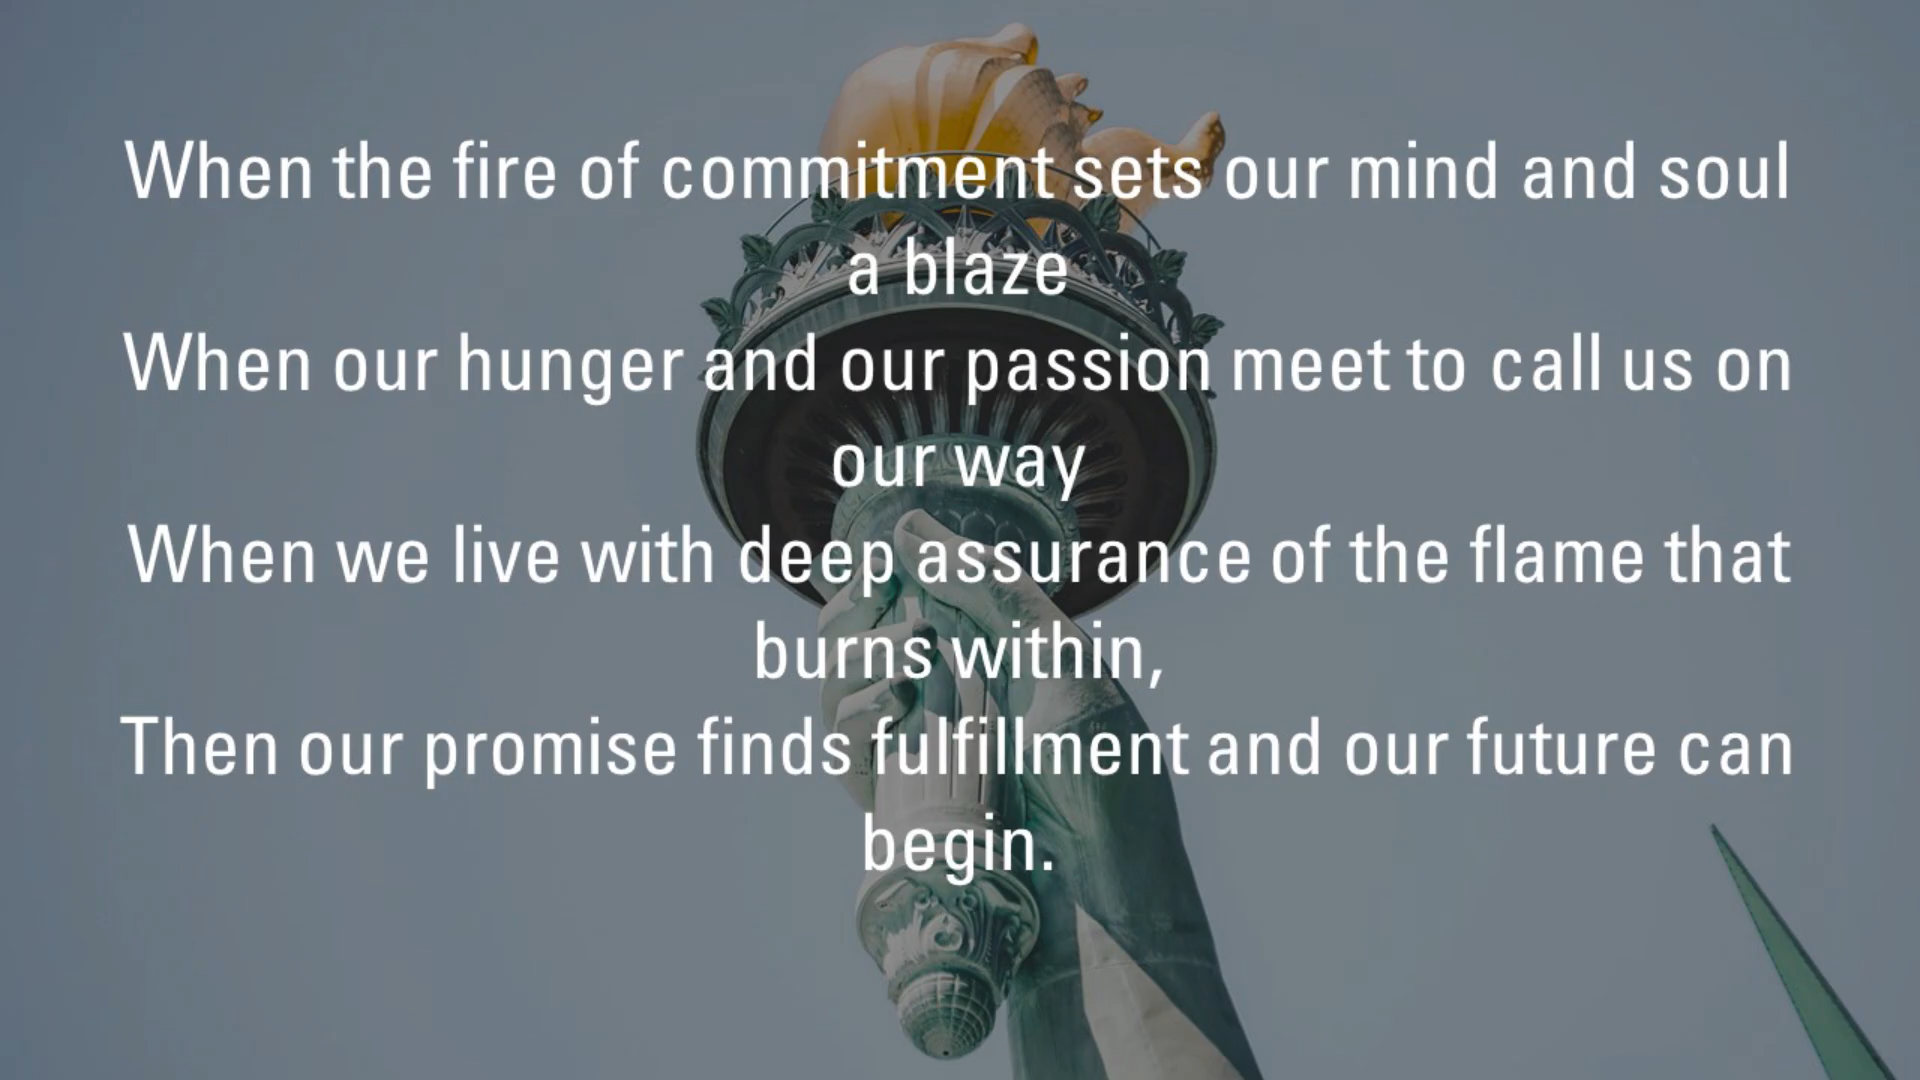 When the fire of commitment sets our mind and soul
a blaze
When our hunger and our passion meet to call us on
our way
When we live with deep assurance of the flame that
burns within,
Then our promise finds fulfillment and our future can
begin.